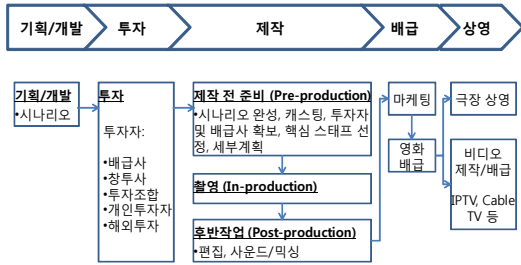 기획/개발
투자
제작
배급
상영
기획/개발
•시나리오
투자
투자자:
•배급사
•창투사
•투자조합
•개인투자자
•해외투자
제작 전 준비 (Pre-production)
•시나리오 완성, 캐스팅, 투자자
및 배급사 확보, 핵심 스태프 선
정, 세부계획
촬영 (In-production)
후반작업 (Post-production)
•편집, 사운드/믹싱
마케팅
영화
배급
극장 상영
비디오
제작/배급
IPTV, Cable
TV 등